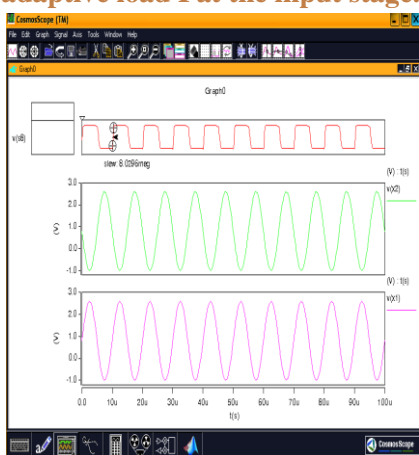 adaptive load 1 at the input stage.
CosmosScope (TM)
File Edit Graph Signal Axis Tools Window Help
Graph0
Graph0
slew: 8.0296meg
(V) : t(s)
v(x2)
3.0
2.0
1.0
0.0
-1.0
(V)
(V) : t(s)
v(x1)
3.0
2.0
1.0
0.0
-1.0
(V)
0.0 10u 20u 30u 40u 50u 60u 70u 80u 90u 100u
t(s)
CosmosScope